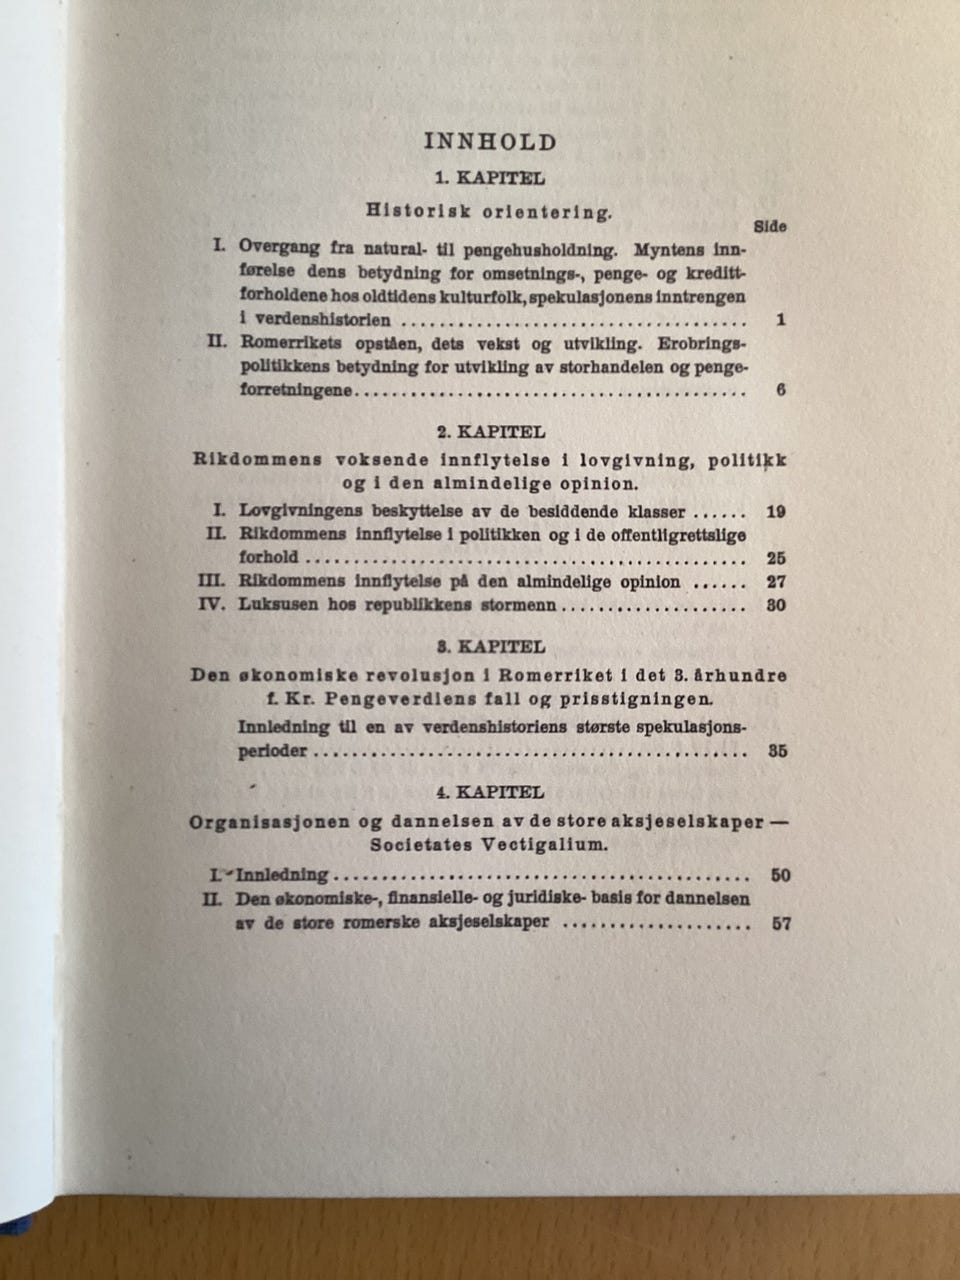 INNHOLD
1. KAPITEL
Historisk orientering.
Side
I. Overgang fra natural- til pengehusholdning. Myntens inn-
førelse dens betydning for omsetnings-, penge- og kreditt-
forholdene hos oldtidens kulturfolk, spekulasjonens inntrengen
i verdenshistorien .................................... 1
II. Romerrikets opståen, dets vekst og utvikling. Erobrings-
politikkens betydning for utvikling av storhandelen og penge-
forretningene......................................... 6
2. KAPITEL
Rikdommens voksende innflytelse i lovgivning, politikk
og i den almindelige opinion.
I. Lovgivningens beskyttelse av de besiddende klasser ...... 19
II. Rikdommens innflytelse i politikken og i de offentligrettslige
forhold .............................................. 25
III. Rikdommens innflytelse på den almindelige opinion ...... 27
IV. Luksusen hos republikkens stormenn.................... 30
3. KAPITEL
Den økonomiske revolusjon i Romerriket i det 3. århundre
f. Kr. Pengeverdiens fall og prisstigningen.
Innledning til en av verdenshistoriens største spekulasjons-
perioder ............................................. 35
4. KAPITEL
Organisasjonen og dannelsen av de store aksjeselskaper —
Societates Vectigalium.
I. Innledning........................................... 50
II. Den økonomiske-, finansielle- og juridiske- basis for dannelsen
av de store romerske aksjeselskaper .................... 57